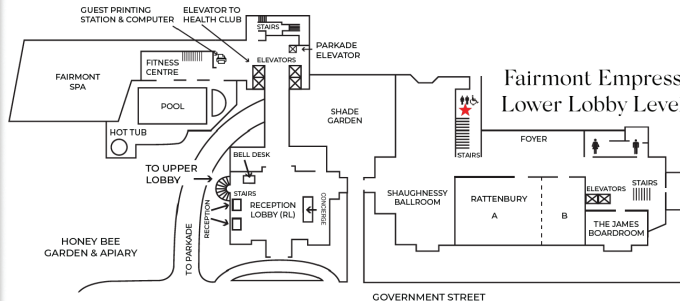 GUEST PRINTING
STATION & COMPUTER
ELEVATOR TO
HEALTH CLUB
STAIRS
PARKADE
ELEVATOR
ELEVATORS
FITNESS
CENTRE
FAIRMONT
SPA
POOL
HOT TUB
SHADE
GARDEN
Fairmont Empress
Lower Lobby Leve
FOYER
STAIRS
BELL DESK
TO UPPER
LOBBY
STAIRS
RECEPTION
RECEPTION
LOBBY (RL)
CONCIERGE
SHAUGHNESSY
BALLROOM
RATTENBURY
A
B
ELEVATORS
STAIRS
THE JAMES
BOARDROOM
HONEY BEE
GARDEN & APIARY
TO PARKADE
GOVERNMENT STREET